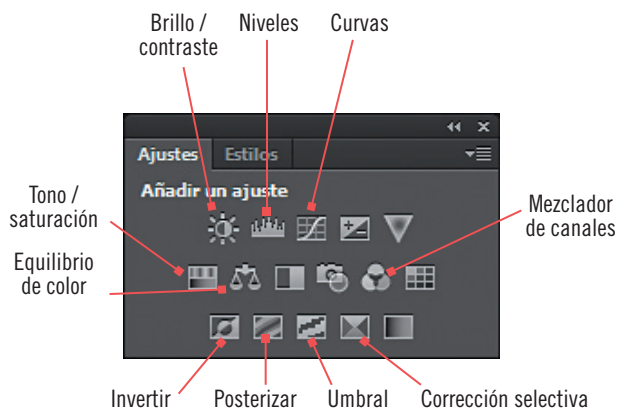 Brillo /
contraste
Niveles
Curvas
Ajustes
Estilos
Añadir un ajuste
Tono /
saturación
Mezclador
de canales
Equilibrio
de color
Invertir
Posterizar
Umbral
Corrección selectiva